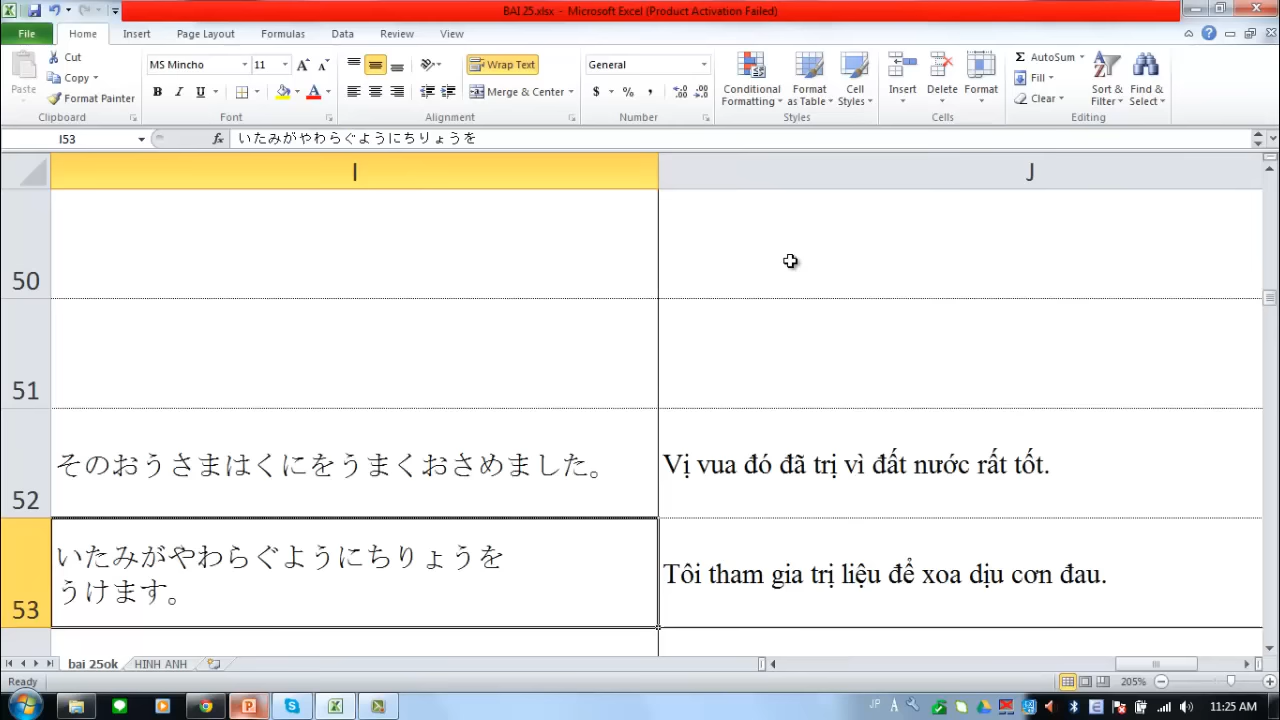 BAI 25.xlsx - Microsoft Excel (Product Activation Failed)
File Home Insert Page Layout Formulas Data Review View
Paste
Cut
Copy
Format Painter
Clipboard
MS Mincho 11 A A
B I U A
Font
Wrap Text
Merge & Center
Alignment
General
$ % , .0 .00 .00 .0
Number
Conditional Formatting
Format as Table
Cell Styles
Styles
Insert Delete Format
Cells
Σ AutoSum
Fill
Clear
Sort & Filter
Find & Select
Editing
I53 fx いたみがやわらぐようにちりょうを
I J
50
51
52 そのおうさまはくにをうまくおさめました。 Vị vua đó đã trị vì đất nước rất tốt.
53 いたみがやわらぐようにちりょうを
うけます。 Tôi tham gia trị liệu để xoa dịu cơn đau.
bai 25ok HINH ANH
Ready 205%
JP A 11:25 AM